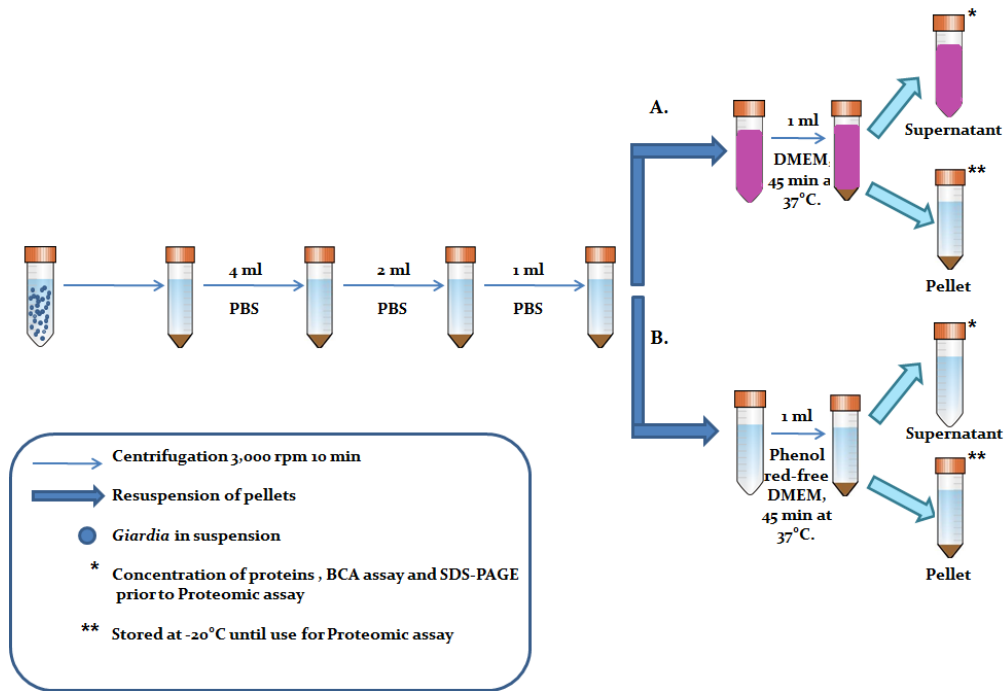 A.
1 ml
DMEM,
45 min a
37°C.
*
Supernatant
**
Pellet
4 ml
PBS
2 ml
PBS
1 ml
PBS
B.
1 ml
Phenol
red-free
DMEM,
45 min at
37°C.
*
Supernatant
**
Pellet
Centrifugation 3,000 rpm 10 min
Resuspension of pellets
Giardia in suspension
* Concentration of proteins , BCA assay and SDS-PAGE
prior to Proteomic assay
** Stored at -20°C until use for Proteomic assay